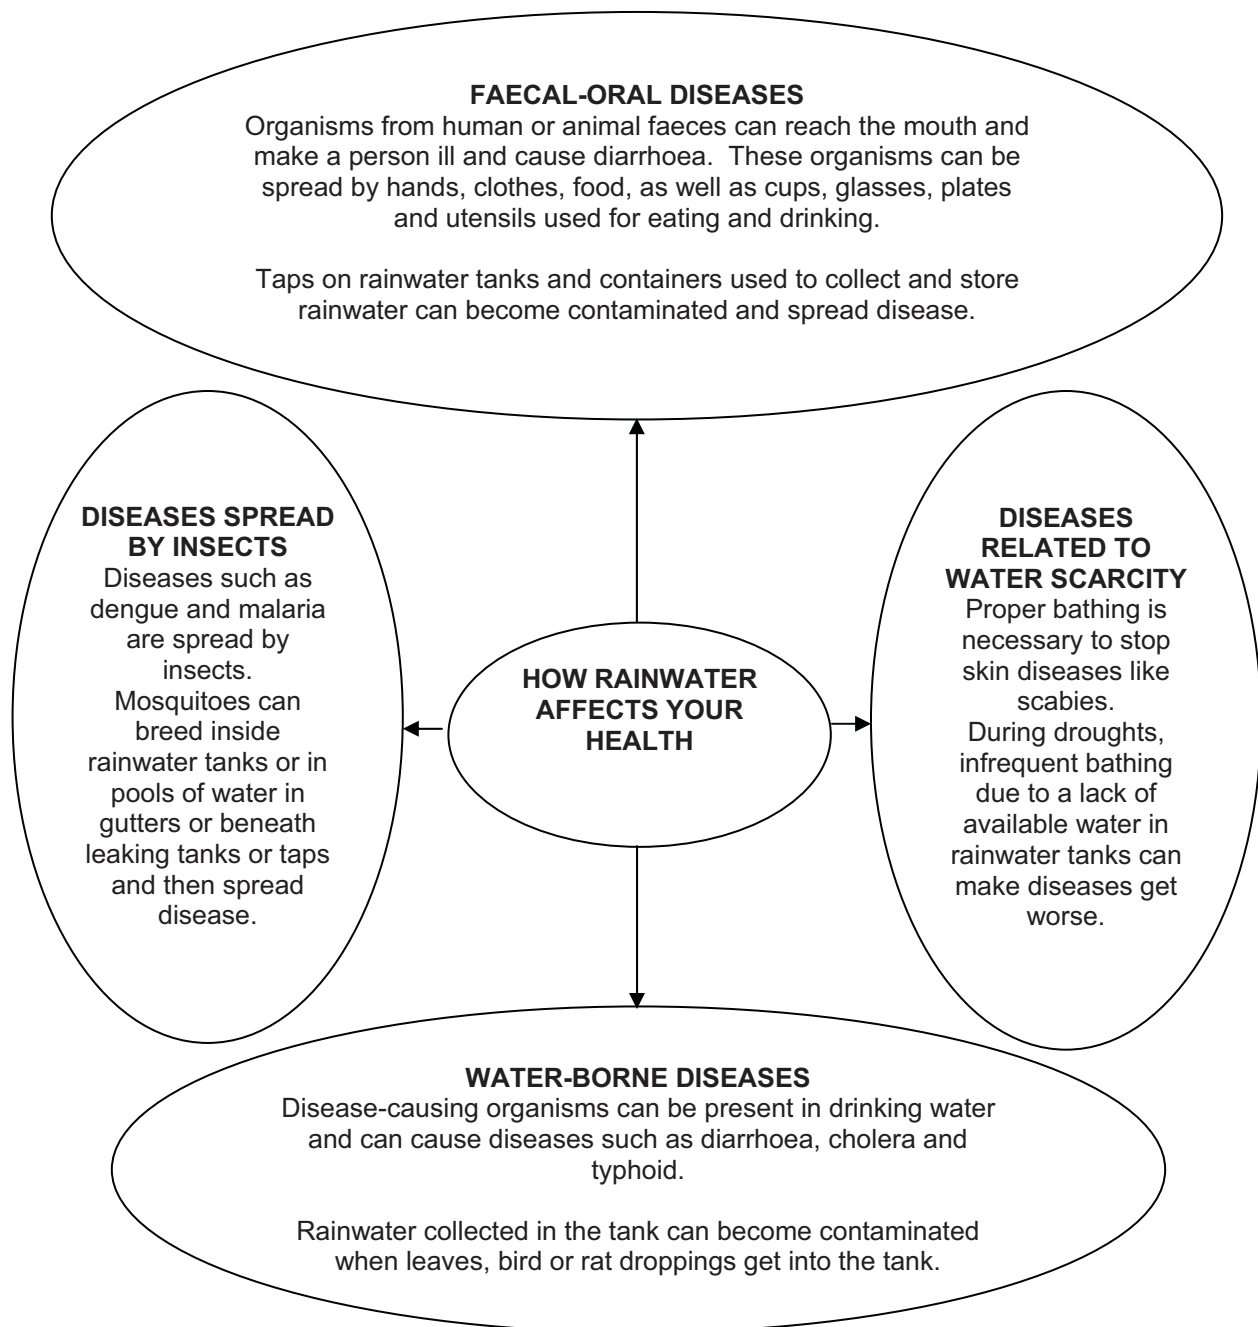 FAECAL-ORAL DISEASES
Organisms from human or animal faeces can reach the mouth and
make a person ill and cause diarrhoea.  These organisms can be
spread by hands, clothes, food, as well as cups, glasses, plates
and utensils used for eating and drinking.
Taps on rainwater tanks and containers used to collect and store
rainwater can become contaminated and spread disease.
DISEASES SPREAD
BY INSECTS
Diseases such as
dengue and malaria
are spread by
insects.
Mosquitoes can
breed inside
rainwater tanks or in
pools of water in
gutters or beneath
leaking tanks or taps
and then spread
disease.
HOW RAINWATER
AFFECTS YOUR
HEALTH
DISEASES
RELATED TO
WATER SCARCITY
Proper bathing is
necessary to stop
skin diseases like
scabies.
During droughts,
infrequent bathing
due to a lack of
available water in
rainwater tanks can
make diseases get
worse.
WATER-BORNE DISEASES
Disease-causing organisms can be present in drinking water
and can cause diseases such as diarrhoea, cholera and
typhoid.
Rainwater collected in the tank can become contaminated
when leaves, bird or rat droppings get into the tank.